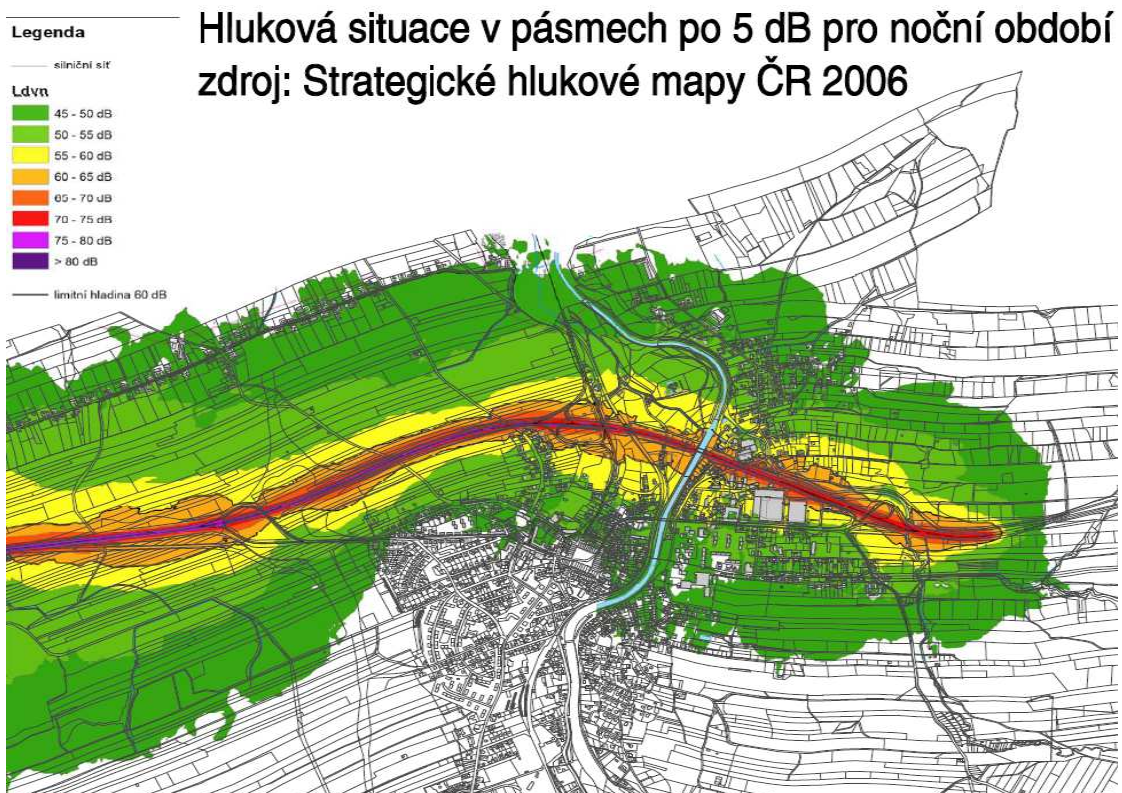 Hluková situace v pásmech po 5 dB pro noční období
zdroj: Strategické hlukové mapy ČR 2006
Legenda
silniční síť
Ldvn
45 - 50 dB
50 - 55 dB
55 - 60 dB
60 - 65 dB
65 - 70 dB
70 - 75 dB
75 - 80 dB
> 80 dB
limitní hladina 60 dB